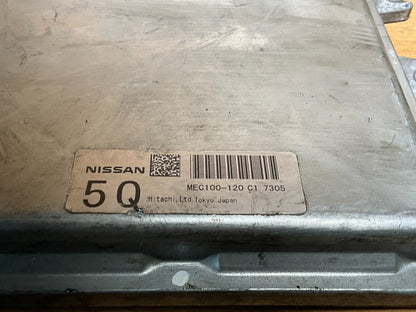 NISSAN
5Q
MEC100-120 C1 7305
Hitachi,Ltd.Tokyo Japan